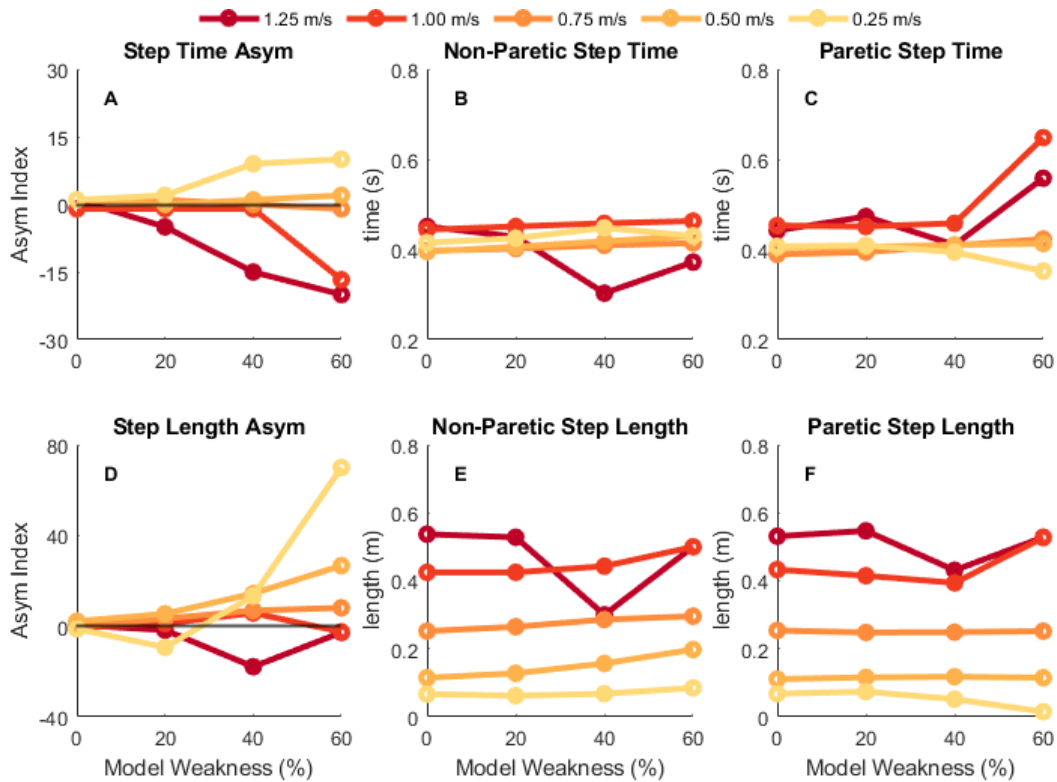 1.25 m/s 1.00 m/s 0.75 m/s 0.50 m/s 0.25 m/s
Step Time Asym Non-Paretic Step Time Paretic Step Time
30 0.8 0.8
A B C
15 0.6 0.6
Asym Index time (s) time (s)
0 0.4 0.4
-15
-30 0.2 0.2
0 20 40 60 0 20 40 60 0 20 40 60
Step Length Asym Non-Paretic Step Length Paretic Step Length
80 0.8 0.8
D E F
0.6 0.6
40
Asym Index length (m) length (m)
0.4 0.4
0
0.2 0.2
-40 0 0
0 20 40 60 0 20 40 60 0 20 40 60
Model Weakness (%) Model Weakness (%) Model Weakness (%)